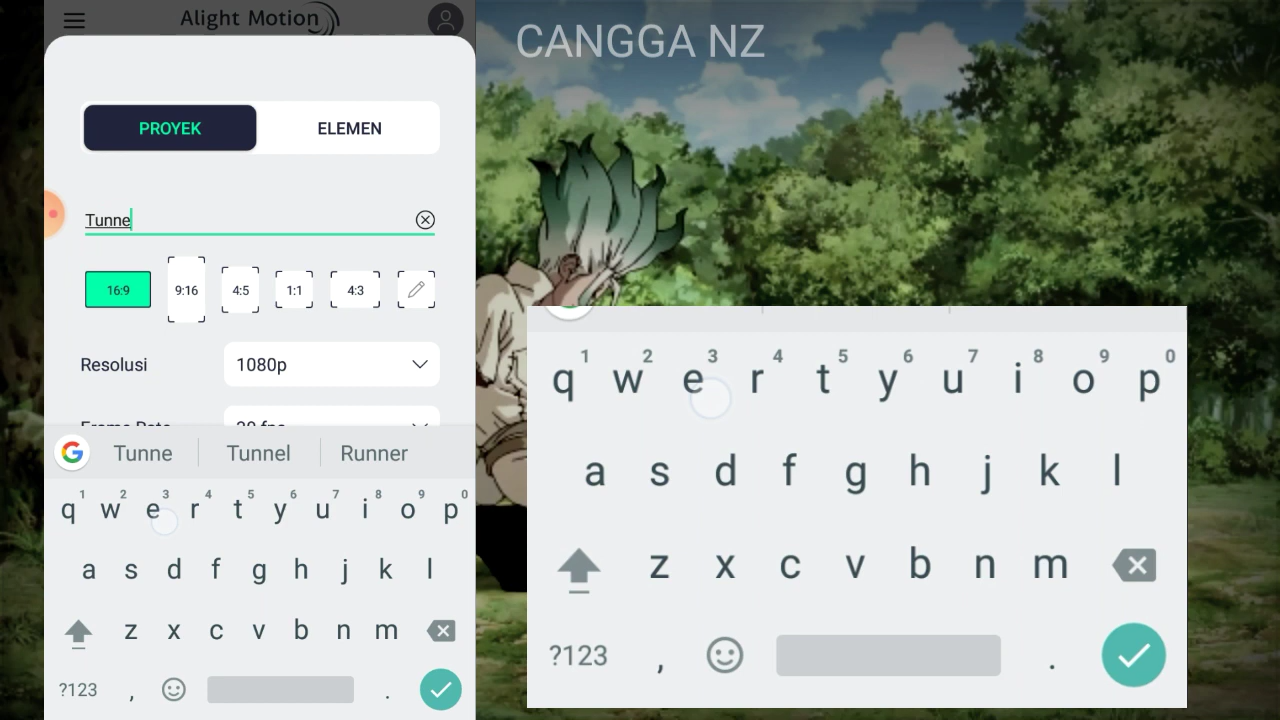 Alight Motion
CANGGA NZ
PROYEK ELEMEN
Tunne
16:9 9:16 4:5 1:1 4:3
Resolusi 1080p
Frame Rate
Tunne Tunnel Runner
1 2 3 4 5 6 7 8 9 0
q w e r t y u i o p
a s d f g h j k l
z x c v b n m
?123 , .
1 2 3 4 5 6 7 8 9 0
q w e r t y u i o p
a s d f g h j k l
z x c v b n m
?123 , .